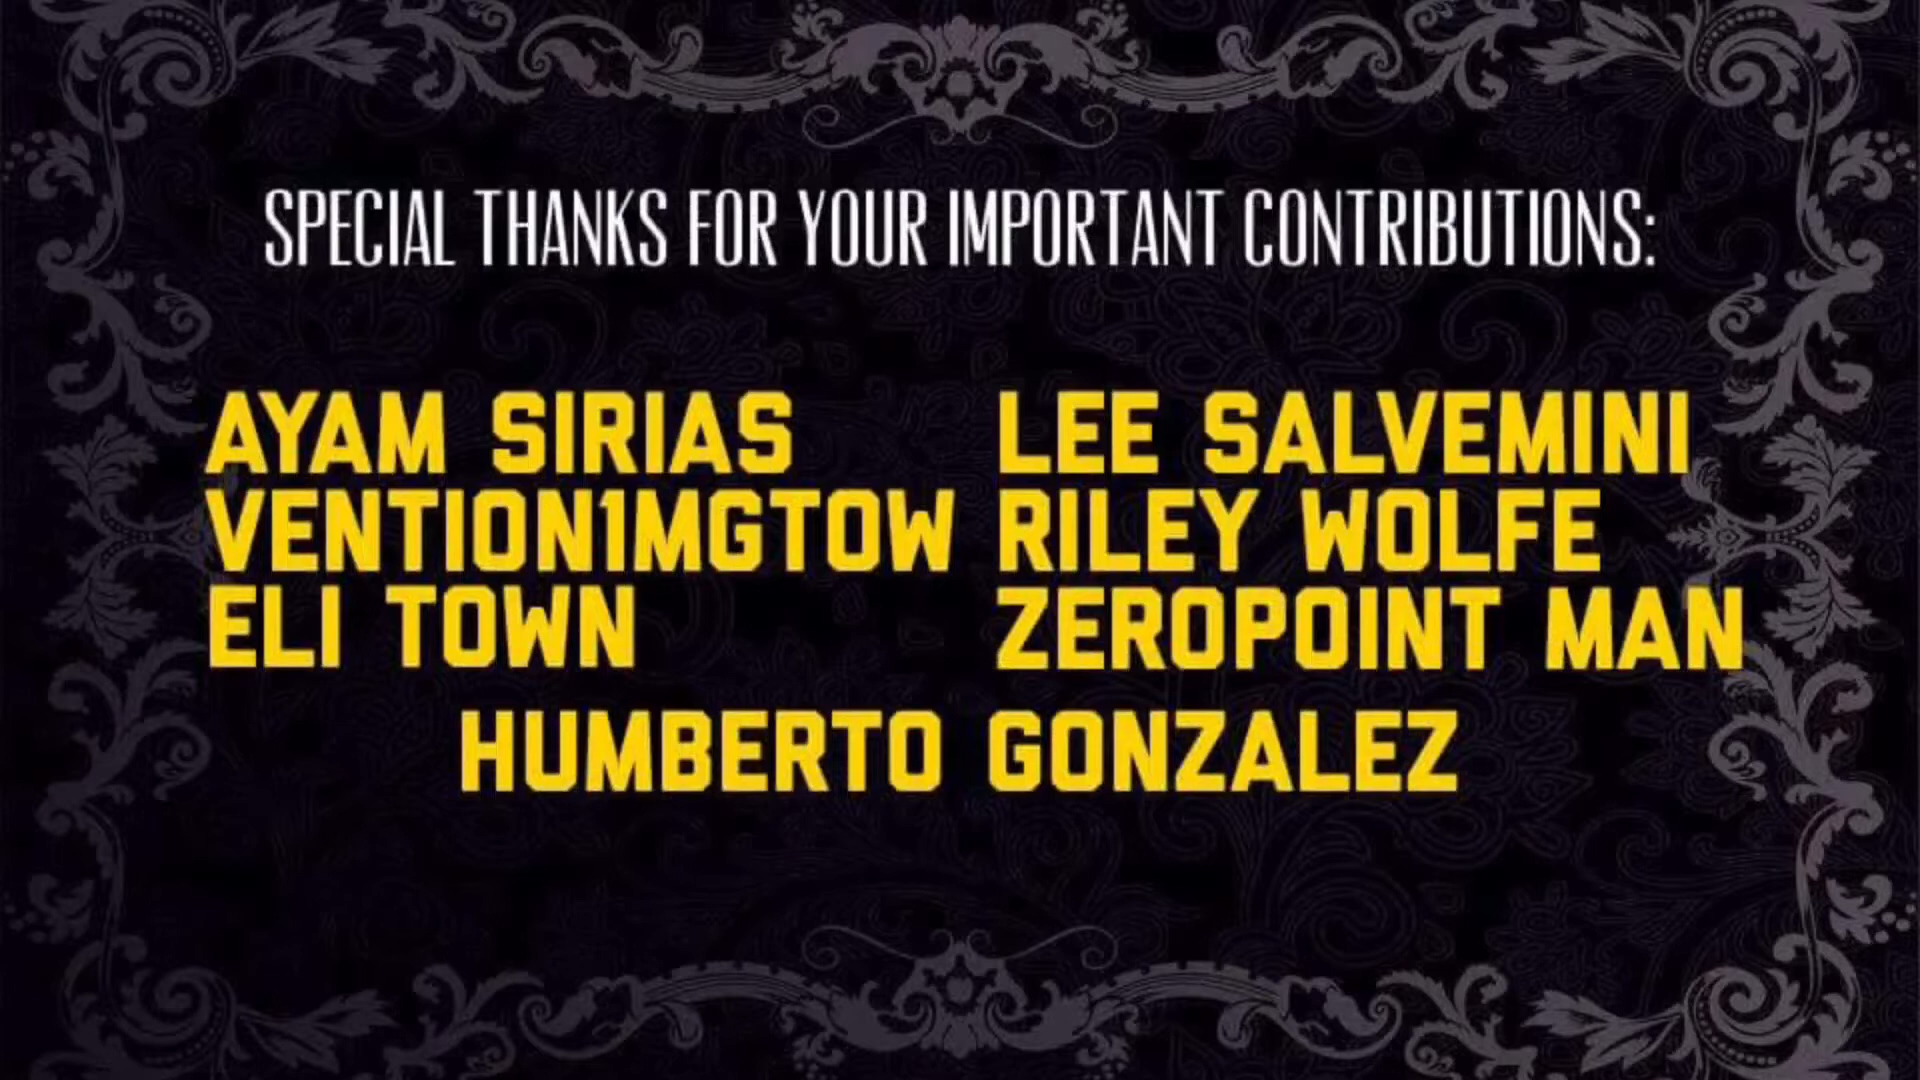 SPECIAL THANKS FOR YOUR IMPORTANT CONTRIBUTIONS:
AYAM SIRIAS
VENTION1MGTOW
ELI TOWN
LEE SALVEMINI
RILEY WOLFE
ZEROPOINT MAN
HUMBERTO GONZALEZ